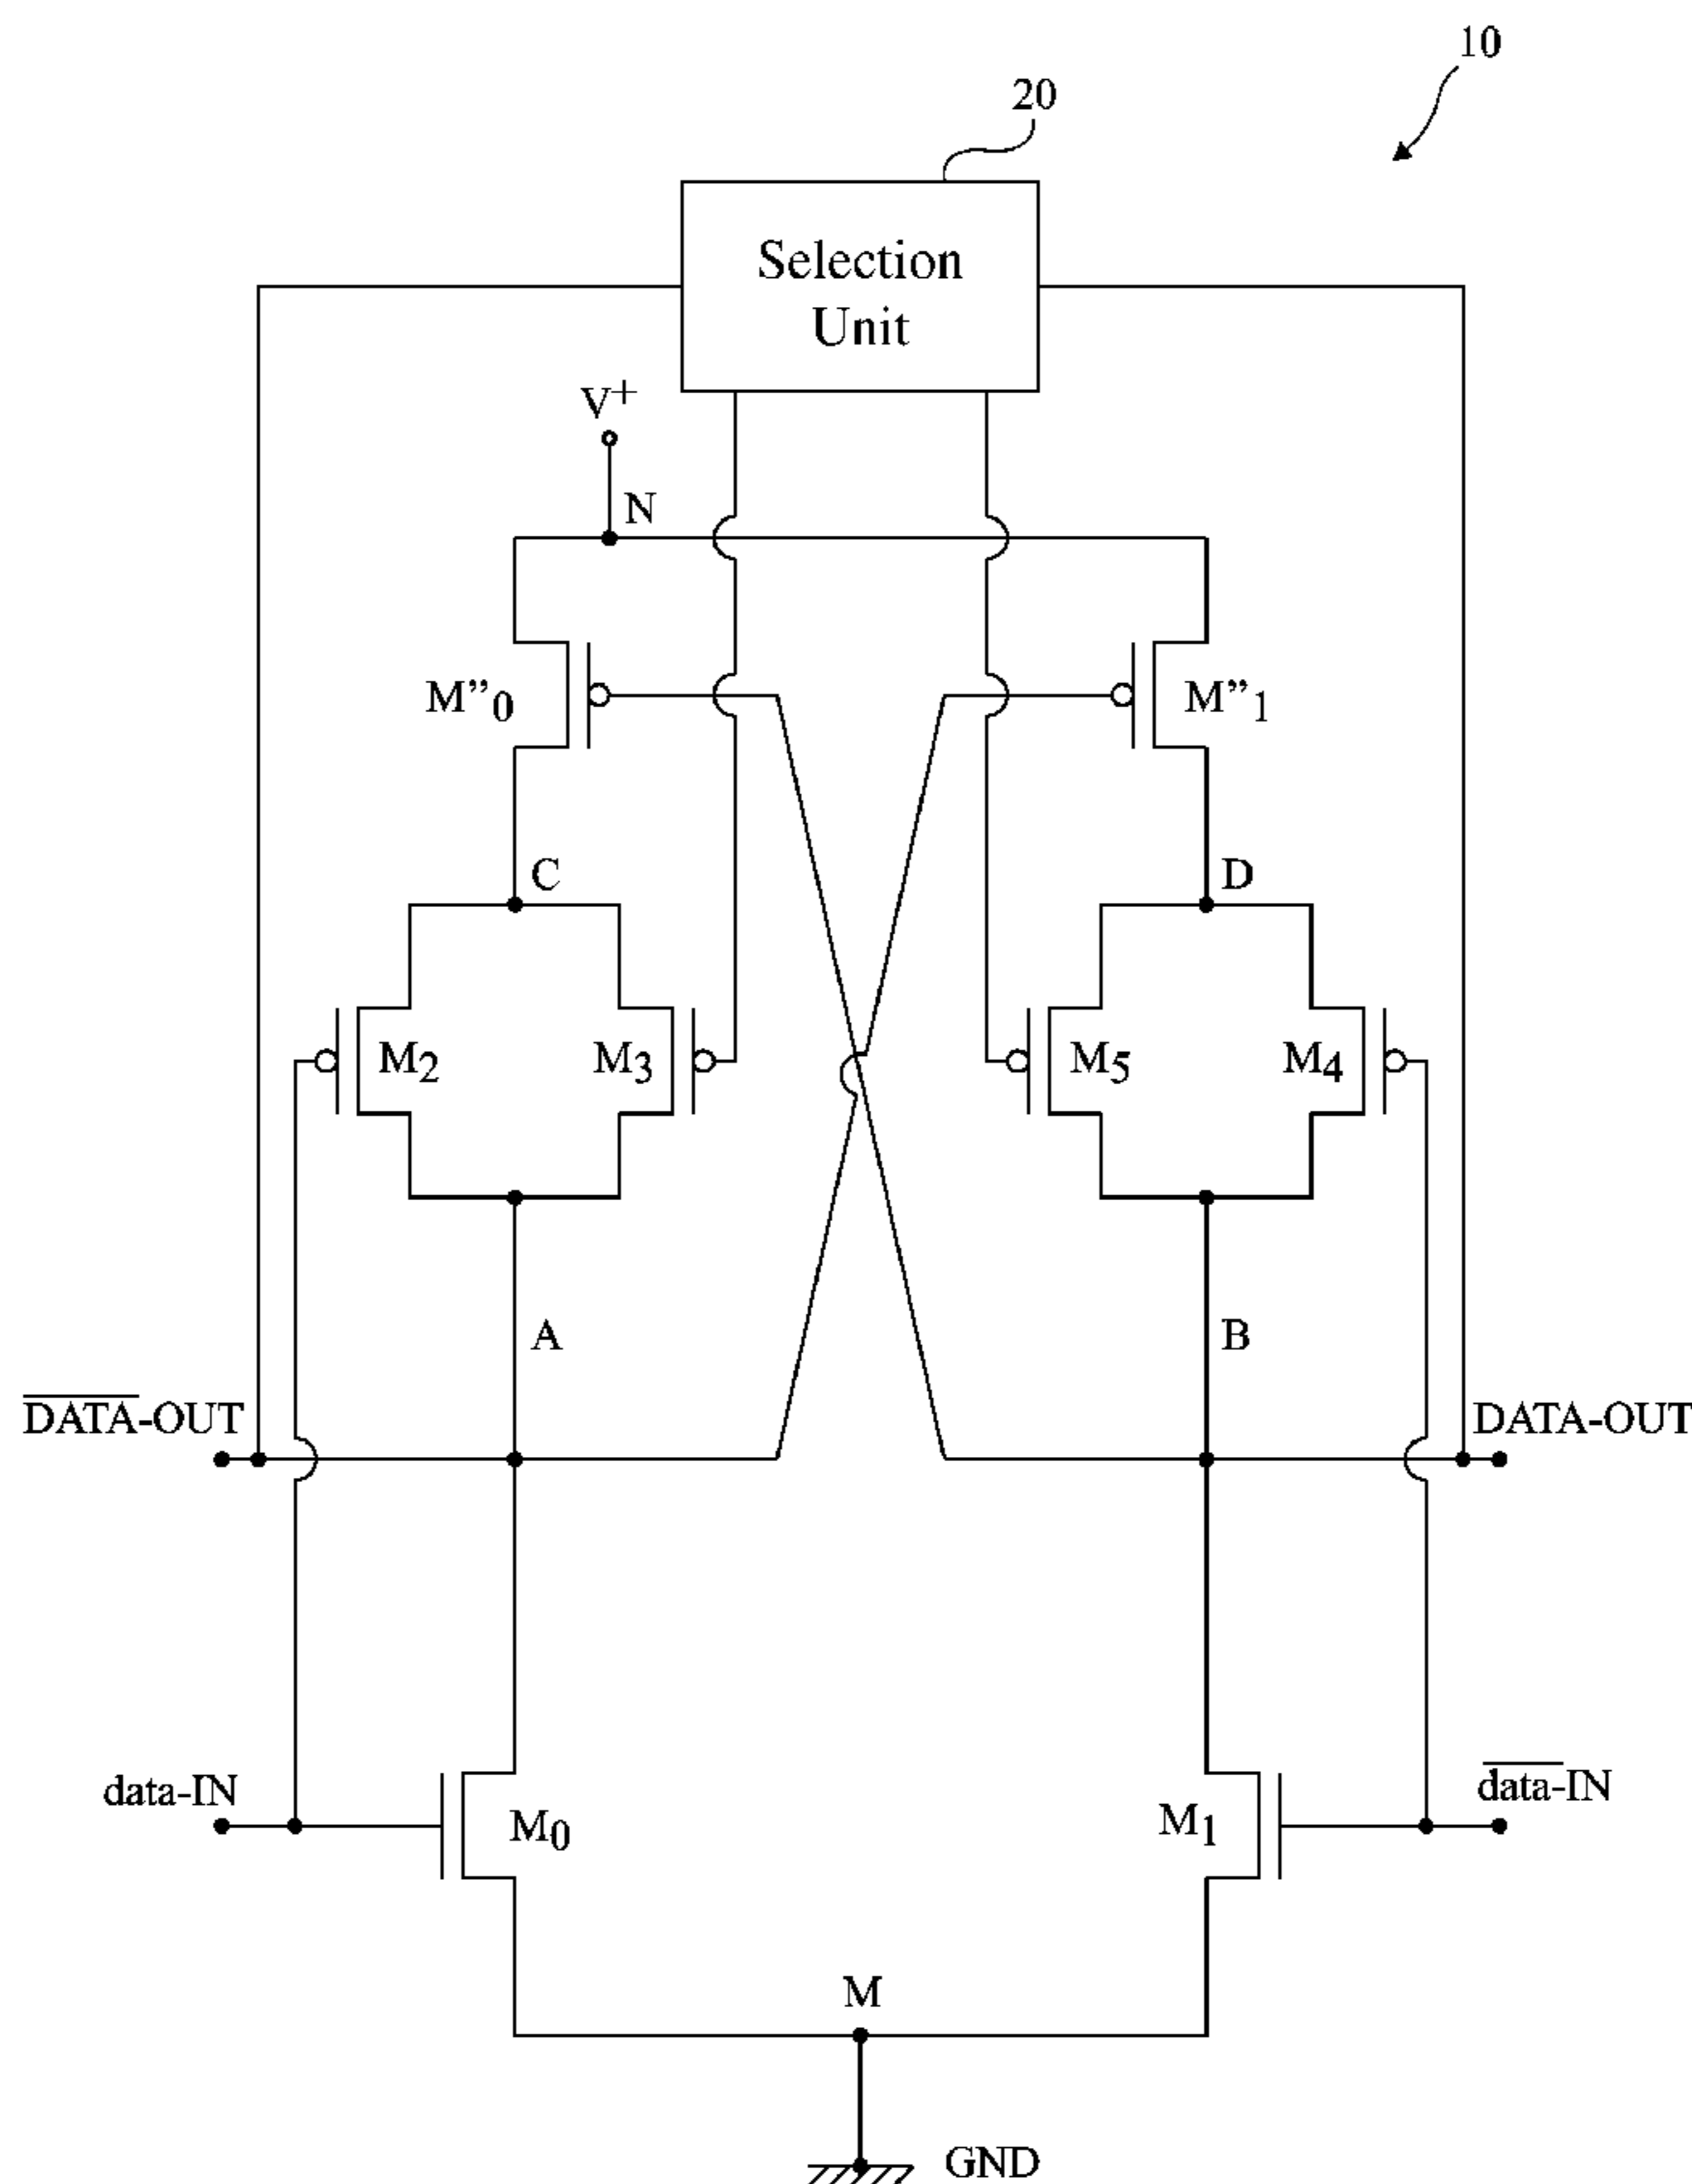 10
20
Selection
Unit
V+
N
M”0
M”1
C
D
M2
M3
M5
M4
A
B
DATA-OUT
DATA-OUT
data-IN
data-IN
M0
M1
M
GND